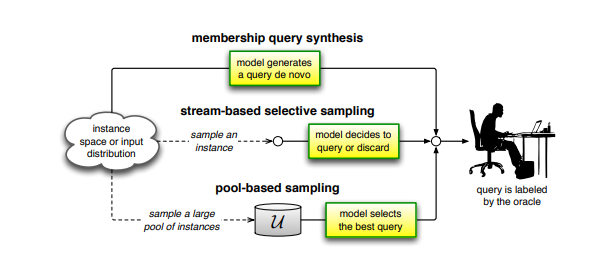 membership query synthesis
model generates
a query de novo
stream-based selective sampling
instance
space or input
distribution
sample an
instance
model decides to
query or discard
pool-based sampling
sample a large
pool of instances
U
model selects
the best query
query is labeled
by the oracle